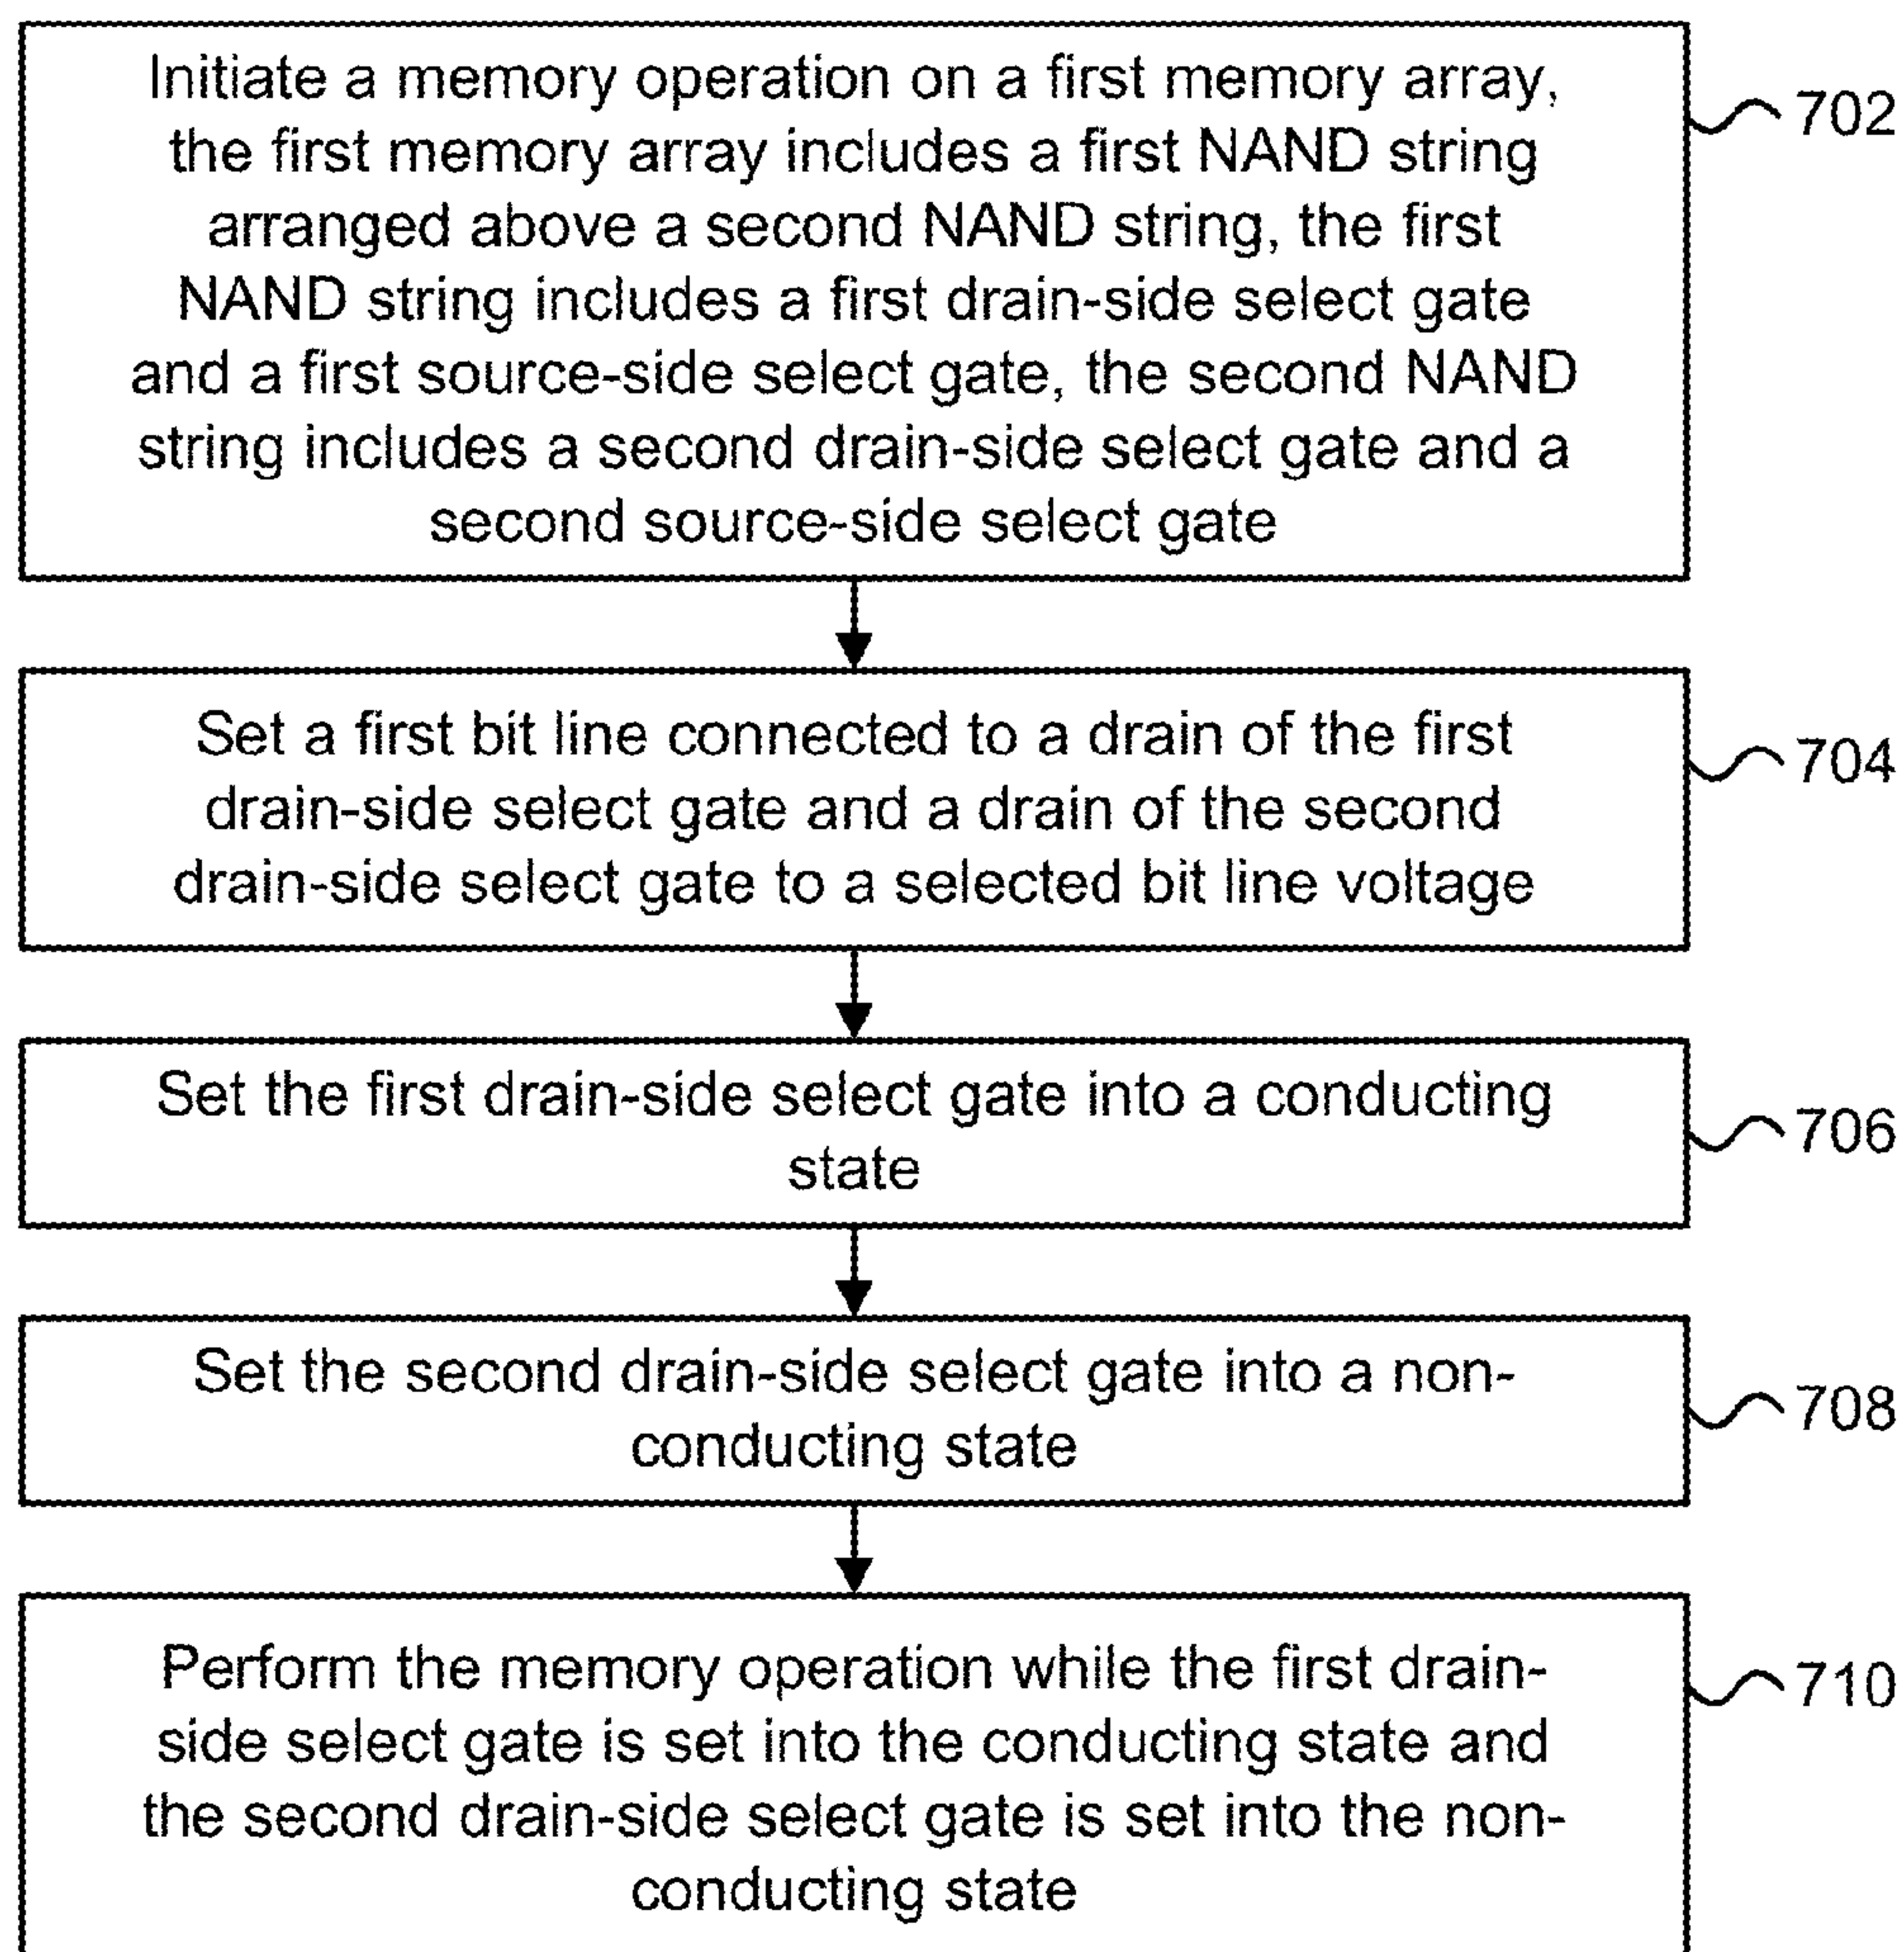 Initiate a memory operation on a first memory array,
the first memory array includes a first NAND string
arranged above a second NAND string, the first
NAND string includes a first drain-side select gate
and a first source-side select gate, the second NAND
string includes a second drain-side select gate and a
second source-side select gate
702
Set a first bit line connected to a drain of the first
drain-side select gate and a drain of the second
drain-side select gate to a selected bit line voltage
704
Set the first drain-side select gate into a conducting
state
706
Set the second drain-side select gate into a non-
conducting state
708
Perform the memory operation while the first drain-
side select gate is set into the conducting state and
the second drain-side select gate is set into the non-
conducting state
710